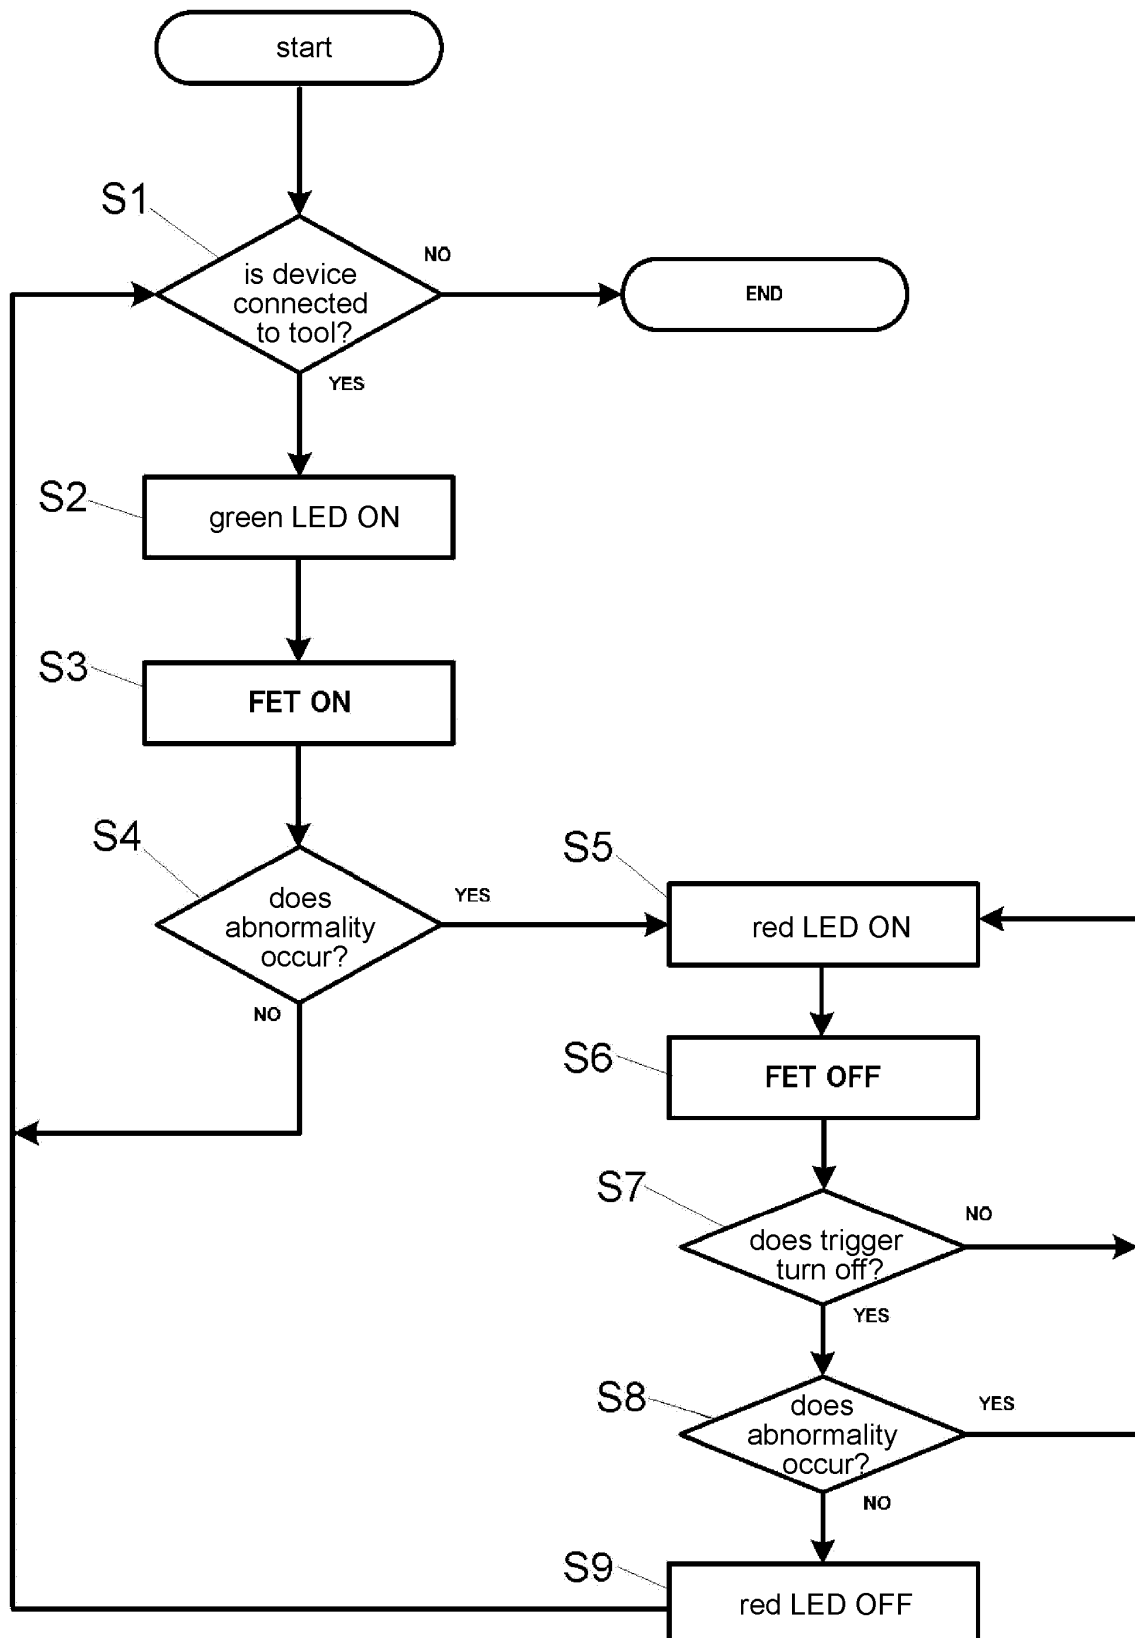 start
S1
NO
is device
connected
to tool?
END
YES
S2
green LED ON
S3
FET ON
S4
does
abnormality
occur?
YES
NO
S5
red LED ON
S6
FET OFF
S7
NO
does trigger
turn off?
YES
S8
does
abnormality
occur?
YES
NO
S9
red LED OFF